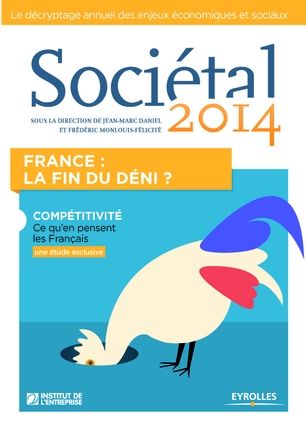 Le décryptage annuel des enjeux économiques et sociaux
Sociétal
2014
SOUS LA DIRECTION DE JEAN-MARC DANIEL
ET FRÉDÉRIC MONLOUIS-FÉLICITÉ
FRANCE :
LA FIN DU DÉNI ?
COMPÉTITIVITÉ
Ce qu'en pensent
les Français
une étude exclusive
INSTITUT DE
L'ENTREPRISE
EYROLLES